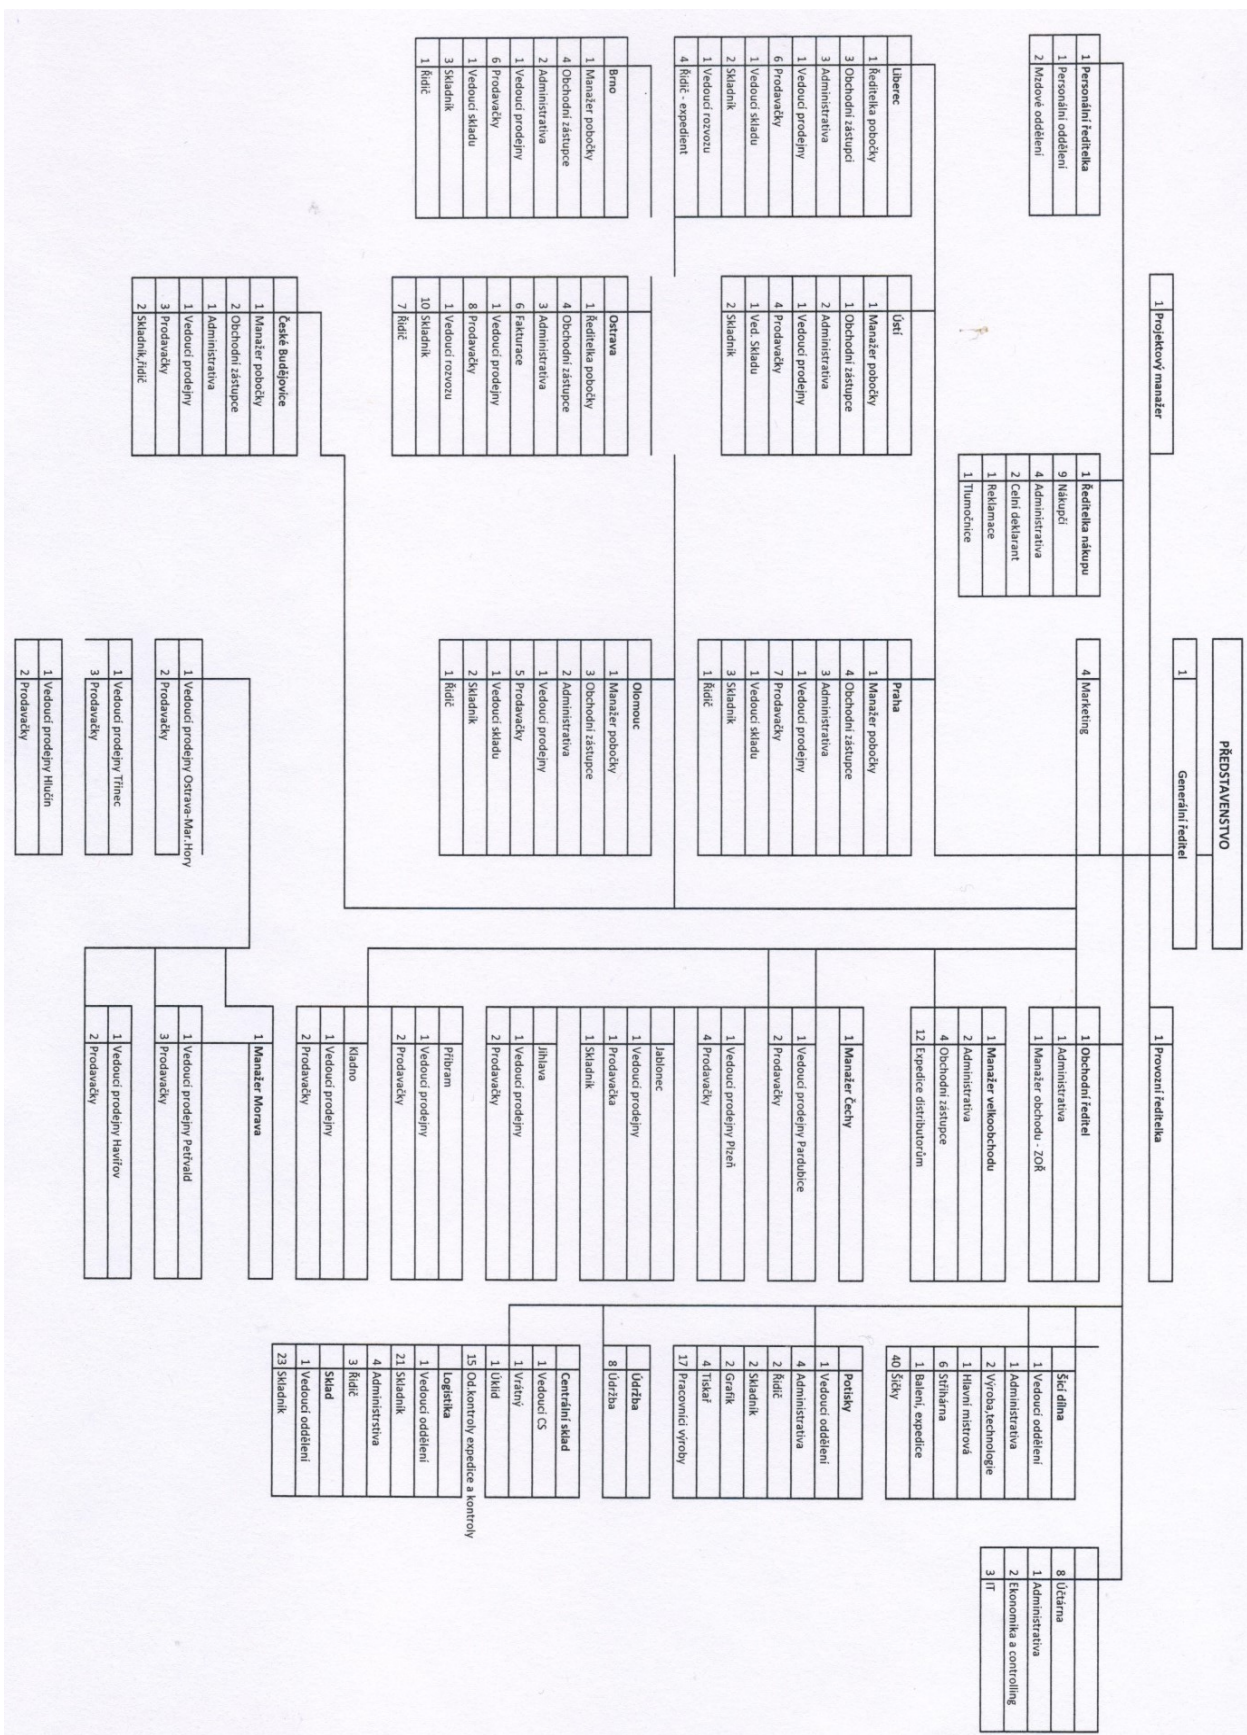 PŘEDSTAVENSTVO
1 Generální ředitel
1 Projektový manažer
1 Provozní ředitelka
1 Personální ředitelka
1 Personální oddělení
2 Mzdové oddělení
1 Ředitelka nákupu
9 Nákupčí
4 Administrativa
2 Celní deklarant
1 Reklamace
1 Tlumočnice
4 Marketing
1 Obchodní ředitel
1 Administrativa
1 Manažer obchodu - ZOŘ
Šicí dílna
1 Vedoucí oddělení
1 Administrativa
2 Výroba,technologie
1 Hlavní mistrová
6 Střihárna
1 Balení, expedice
40 Šičky
8 Účtárna
1 Administrativa
2 Ekonomika a controlling
3 IT
Liberec
1 Ředitelka pobočky
3 Obchodní zástupci
3 Administrativa
1 Vedoucí prodejny
6 Prodavačky
1 Vedoucí skladu
2 Skladník
1 Vedoucí rozvozu
4 Řidič - expedient
Ústí
1 Manažer pobočky
1 Obchodní zástupce
2 Administrativa
1 Vedoucí prodejny
4 Prodavačky
1 Ved. Skladu
2 Skladník
Praha
1 Manažer pobočky
4 Obchodní zástupce
3 Administrativa
1 Vedoucí prodejny
7 Prodavačky
1 Vedoucí skladu
3 Skladník
1 Řidič
1 Manažer velkoobchodu
2 Administrativa
4 Obchodní zástupce
12 Expedice distributorům
1 Manažer Čechy
1 Vedoucí prodejny Pardubice
2 Prodavačky
1 Vedoucí prodejny Plzeň
4 Prodavačky
Potisky
1 Vedoucí oddělení
4 Administrativa
2 Řidič
2 Skladník
2 Grafik
4 Tiskař
17 Pracovníci výroby
Brno
1 Manažer pobočky
4 Obchodní zástupce
2 Administrativa
1 Vedoucí prodejny
6 Prodavačky
1 Vedoucí skladu
3 Skladník
1 Řidič
Ostrava
1 Ředitelka pobočky
4 Obchodní zástupce
3 Administrativa
6 Fakturace
1 Vedoucí prodejny
8 Prodavačky
1 Vedoucí rozvozu
10 Skladník
7 Řidič
Olomouc
1 Manažer pobočky
3 Obchodní zástupce
2 Administrativa
1 Vedoucí prodejny
5 Prodavačky
1 Vedoucí skladu
2 Skladník
1 Řidič
Jablonec
1 Vedoucí prodejny
1 Prodavačka
1 Skladník
Jihlava
1 Vedoucí prodejny
2 Prodavačky
Příbram
1 Vedoucí prodejny
2 Prodavačky
Kladno
1 Vedoucí prodejny
2 Prodavačky
Údržba
8 Údržba
Centrální sklad
1 Vedoucí CS
1 Vrátný
1 Úklid
15 Od.kontroly expedice a kontroly
Logistika
1 Vedoucí oddělení
21 Skladník
4 Administrstiva
3 Řidič
Sklad
1 Vedoucí oddělení
23 Skladník
České Budějovice
1 Manažer pobočky
2 Obchodní zástupce
1 Administrativa
1 Vedoucí prodejny
3 Prodavačky
2 Skladník,řidič
1 Manažer Morava
1 Vedoucí prodejny Ostrava-Mar.Hory
2 Prodavačky
1 Vedoucí prodejny Petřvald
3 Prodavačky
1 Vedoucí prodejny Třinec
3 Prodavačky
1 Vedoucí prodejny Havířov
2 Prodavačky
1 Vedoucí prodejny Hlučín
2 Prodavačky